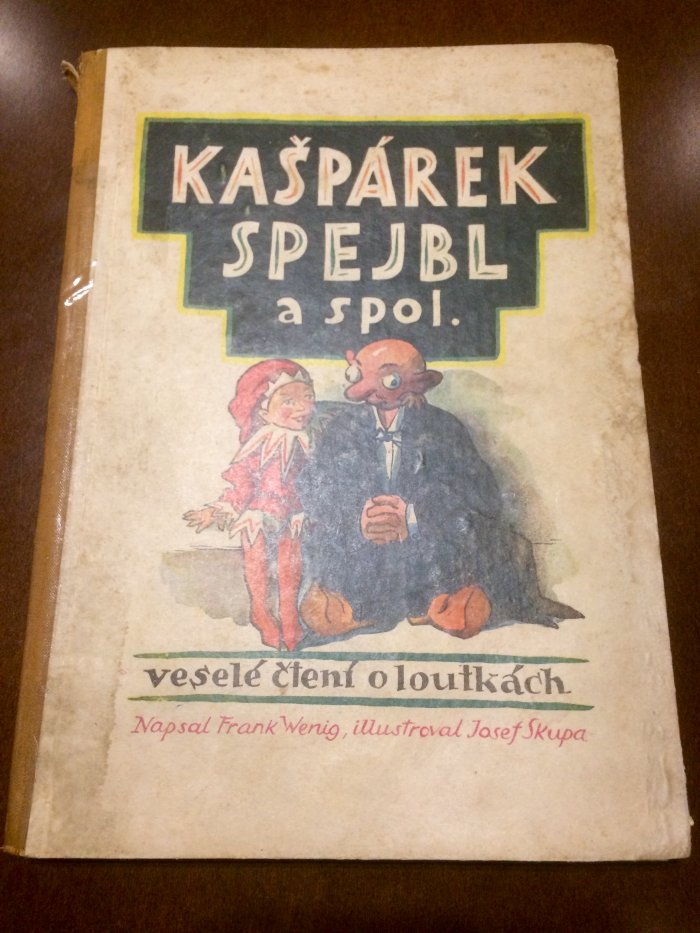 KAŠPÁREK
SPEJBL
a spol.
veselé čtení o loutkách
Napsal Frank Wenig, illustroval Josef Skupa